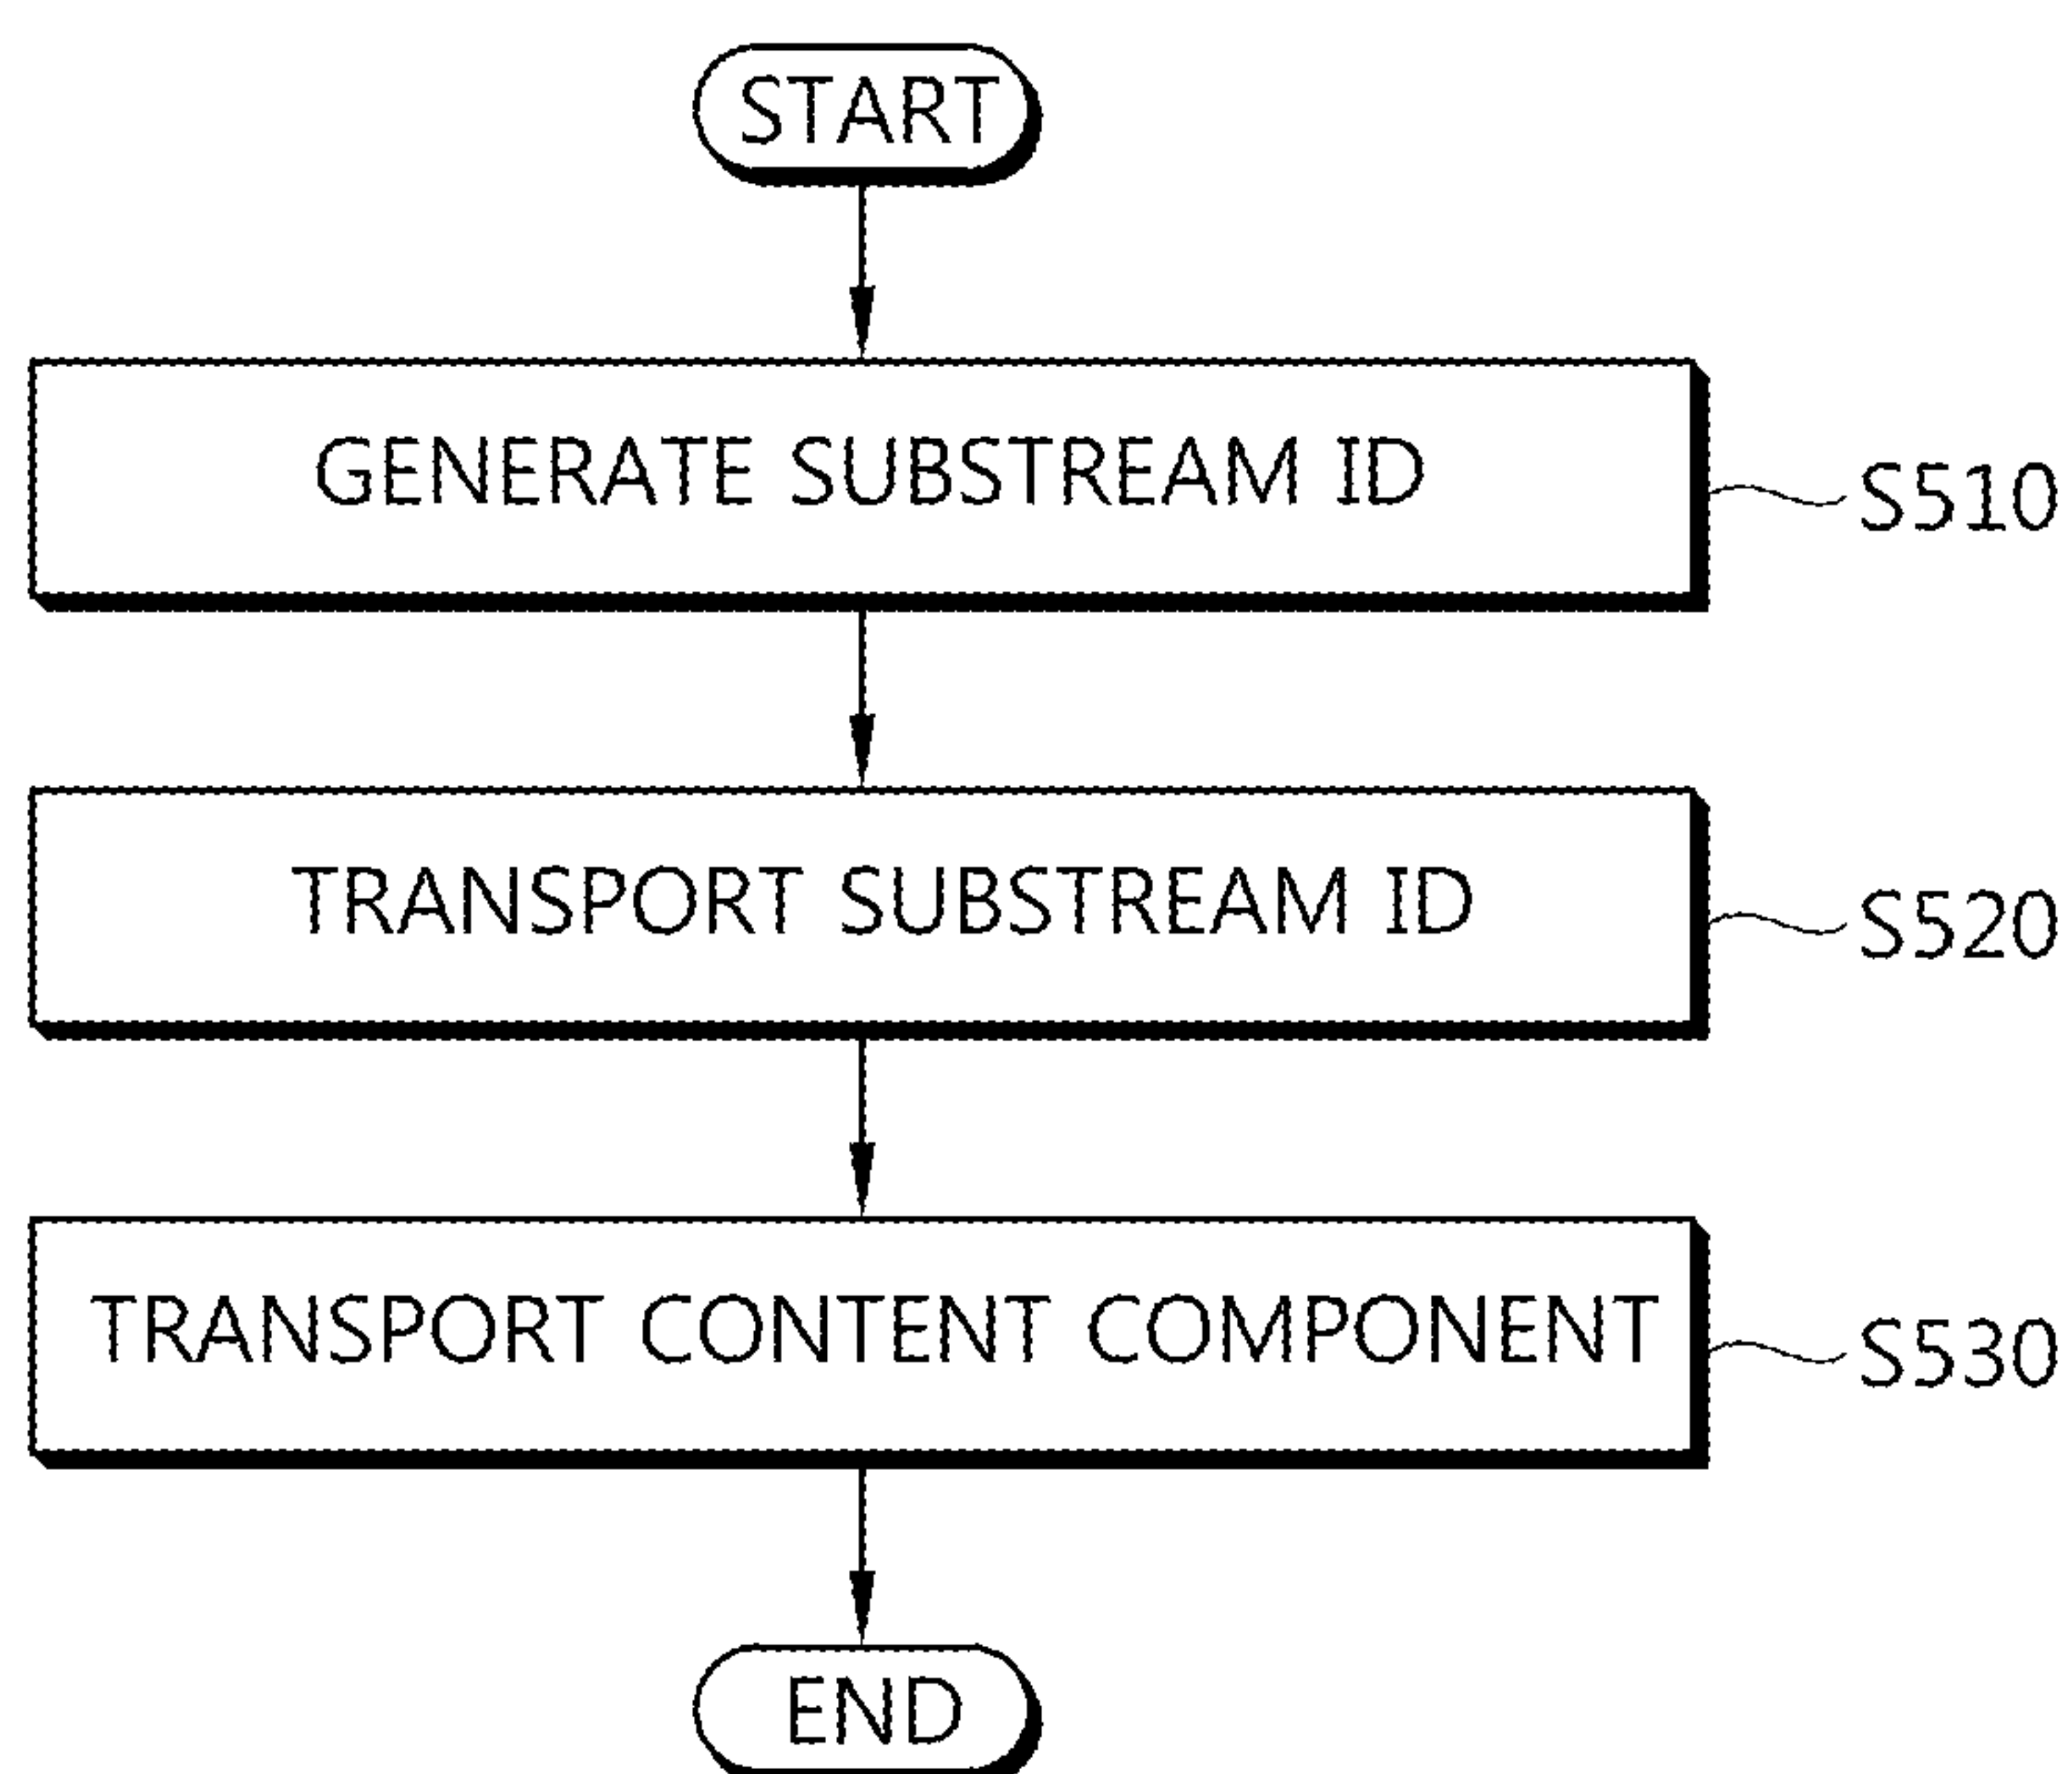 START
GENERATE SUBSTREAM ID
S510
TRANSPORT SUBSTREAM ID
S520
TRANSPORT CONTENT COMPONENT
S530
END